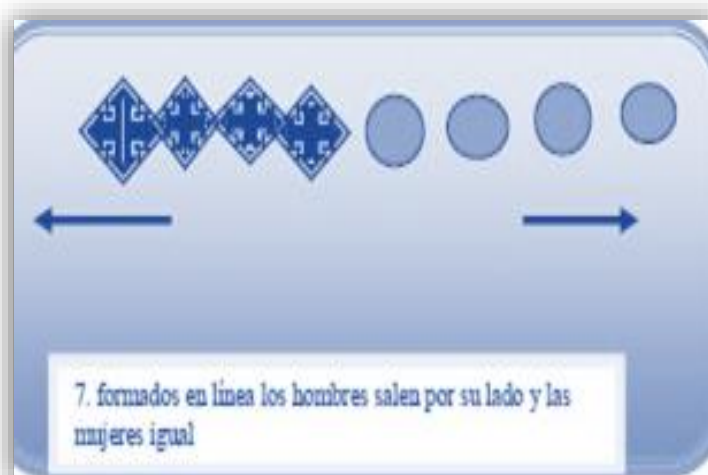 7. formados en línea los hombres salen por su lado y las
mujeres igual